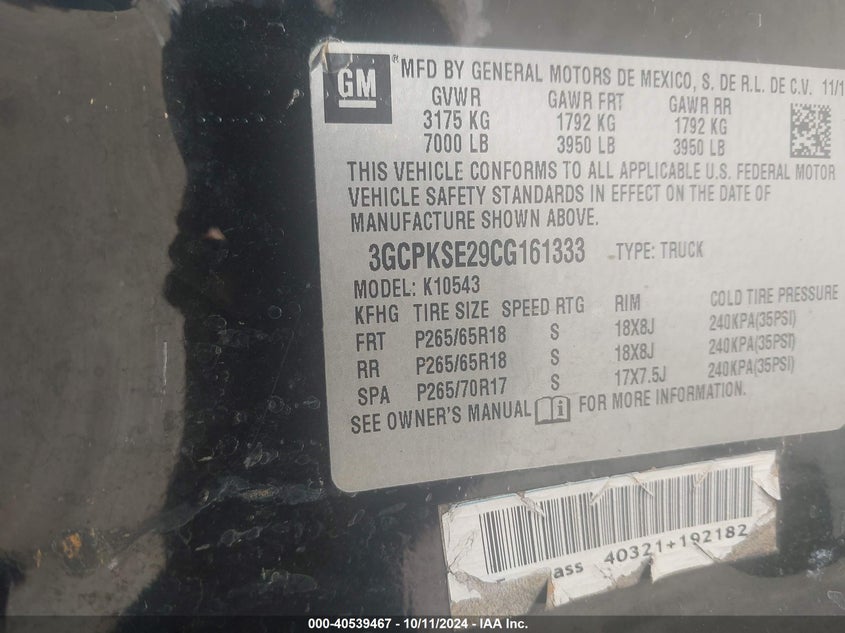 GM
® MFD BY GENERAL MOTORS DE MEXICO, S. DE R.L. DE C.V. 11/1
GVWR GAWR FRT GAWR RR
3175 KG 1792 KG 1792 KG
7000 LB 3950 LB 3950 LB
THIS VEHICLE CONFORMS TO ALL APPLICABLE U.S. FEDERAL MOTOR
VEHICLE SAFETY STANDARDS IN EFFECT ON THE DATE OF
MANUFACTURE SHOWN ABOVE.
3GCPKSE29CG161333 TYPE: TRUCK
MODEL: K10543
KFHG TIRE SIZE SPEED RTG RIM COLD TIRE PRESSURE
FRT P265/65R18 S 18X8J 240KPA(35PSI)
RR P265/65R18 S 18X8J 240KPA(35PSI)
SPA P265/70R17 S 17X7.5J 240KPA(35PSI)
SEE OWNER'S MANUAL i FOR MORE INFORMATION.
ass 40321+192182
000-40539467 - 10/11/2024 - IAA Inc.